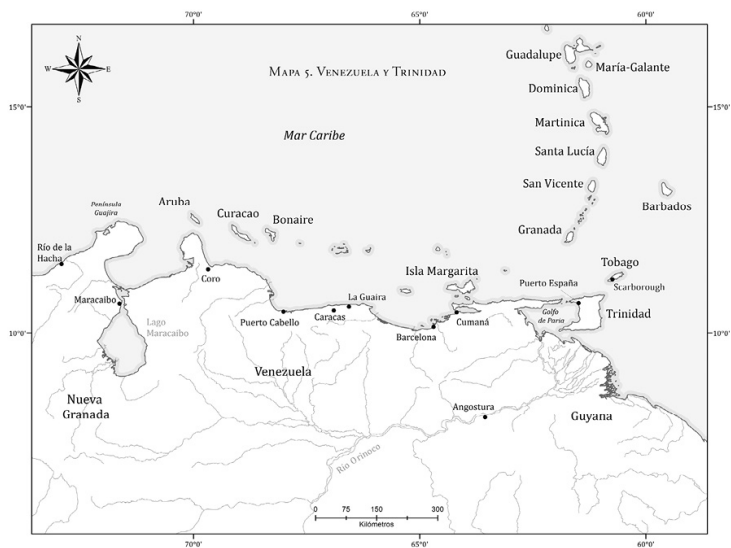 70°0'
65°0'
60°0'
N
W
E
S
MAPA 5. VENEZUELA Y TRINIDAD
Guadalupe
María-Galante
Dominica
15°0'
15°0'
Martinica
Mar Caribe
Santa Lucía
San Vicente
Barbados
Península
Guajira
Aruba
Curacao
Bonaire
Granada
Río de la
Hacha
Tobago
Isla Margarita
Coro
Puerto España
Scarborough
Maracaibo
La Guaira
Golfo
de Paria
Trinidad
Lago
Maracaibo
Puerto Cabello
Caracas
Cumaná
10°0'
10°0'
Barcelona
Venezuela
Nueva
Granada
Angostura
Guyana
Río Orinoco
0 75 150 300
Kilómetros
70°0'
65°0'
60°0'